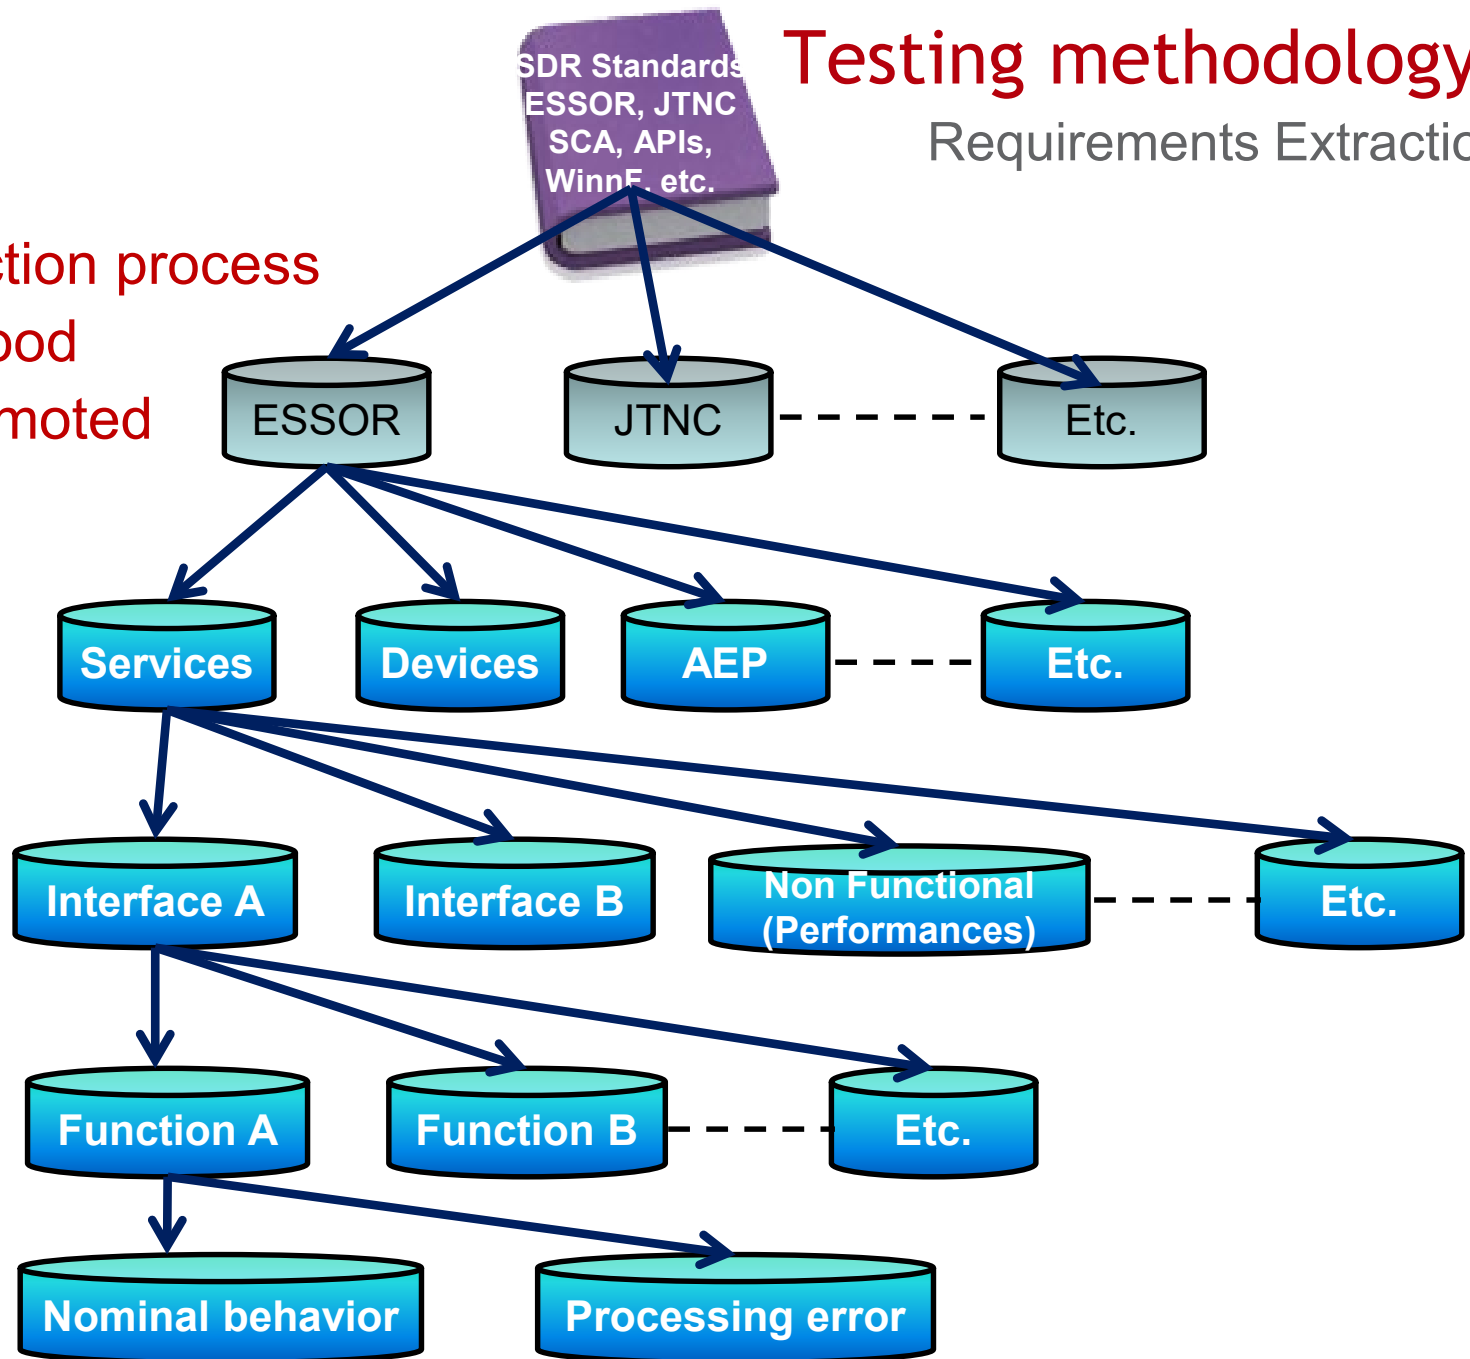 SDR Standards
ESSOR, JTNC
SCA, APIs,
WinnF, etc.
Testing methodology
Requirements Extractio
ction process
ood
moted
ESSOR
JTNC
Etc.
Services
Devices
AEP
Etc.
Interface A
Interface B
Non Functional
(Performances)
Etc.
Function A
Function B
Etc.
Nominal behavior
Processing error